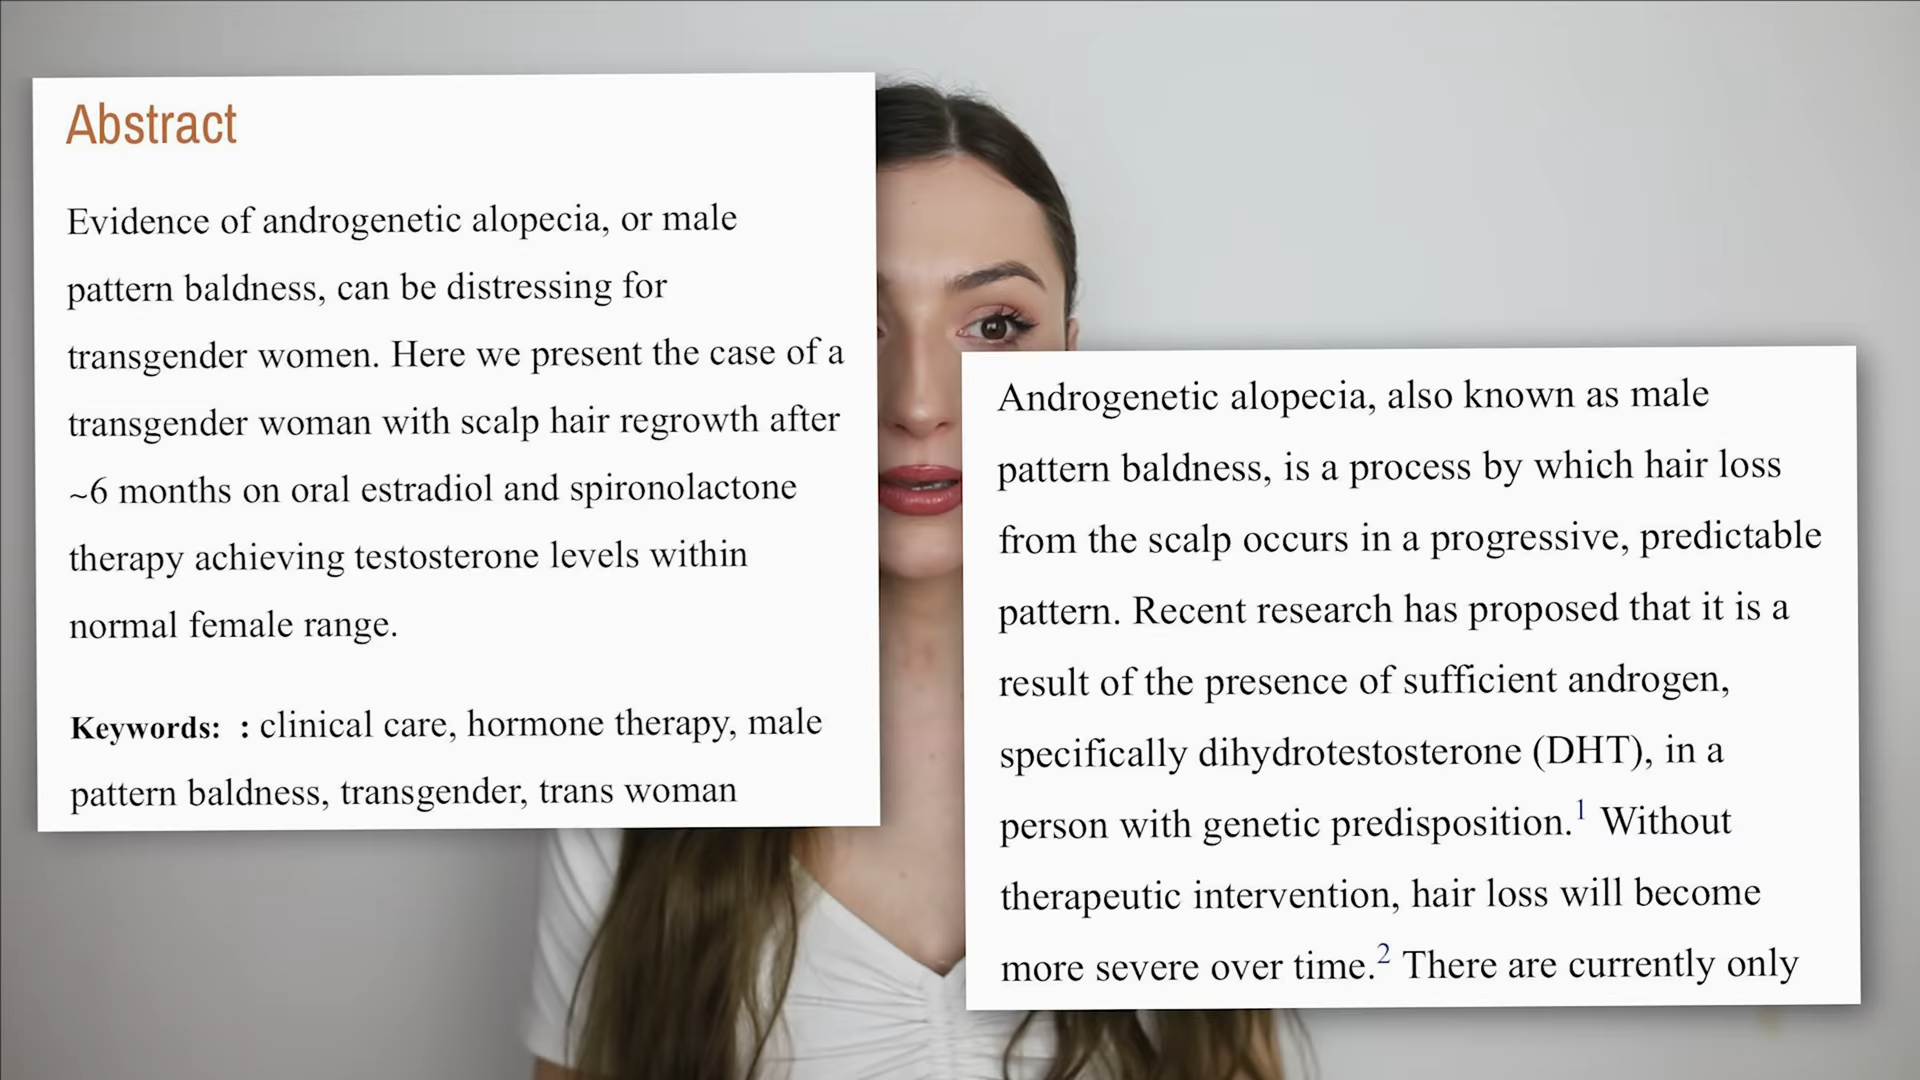 Abstract
Evidence of androgenetic alopecia, or male
pattern baldness, can be distressing for
transgender women. Here we present the case of a
transgender woman with scalp hair regrowth after
~6 months on oral estradiol and spironolactone
therapy achieving testosterone levels within
normal female range.
Keywords: : clinical care, hormone therapy, male
pattern baldness, transgender, trans woman
Androgenetic alopecia, also known as male
pattern baldness, is a process by which hair loss
from the scalp occurs in a progressive, predictable
pattern. Recent research has proposed that it is a
result of the presence of sufficient androgen,
specifically dihydrotestosterone (DHT), in a
person with genetic predisposition.1 Without
therapeutic intervention, hair loss will become
more severe over time.2 There are currently only